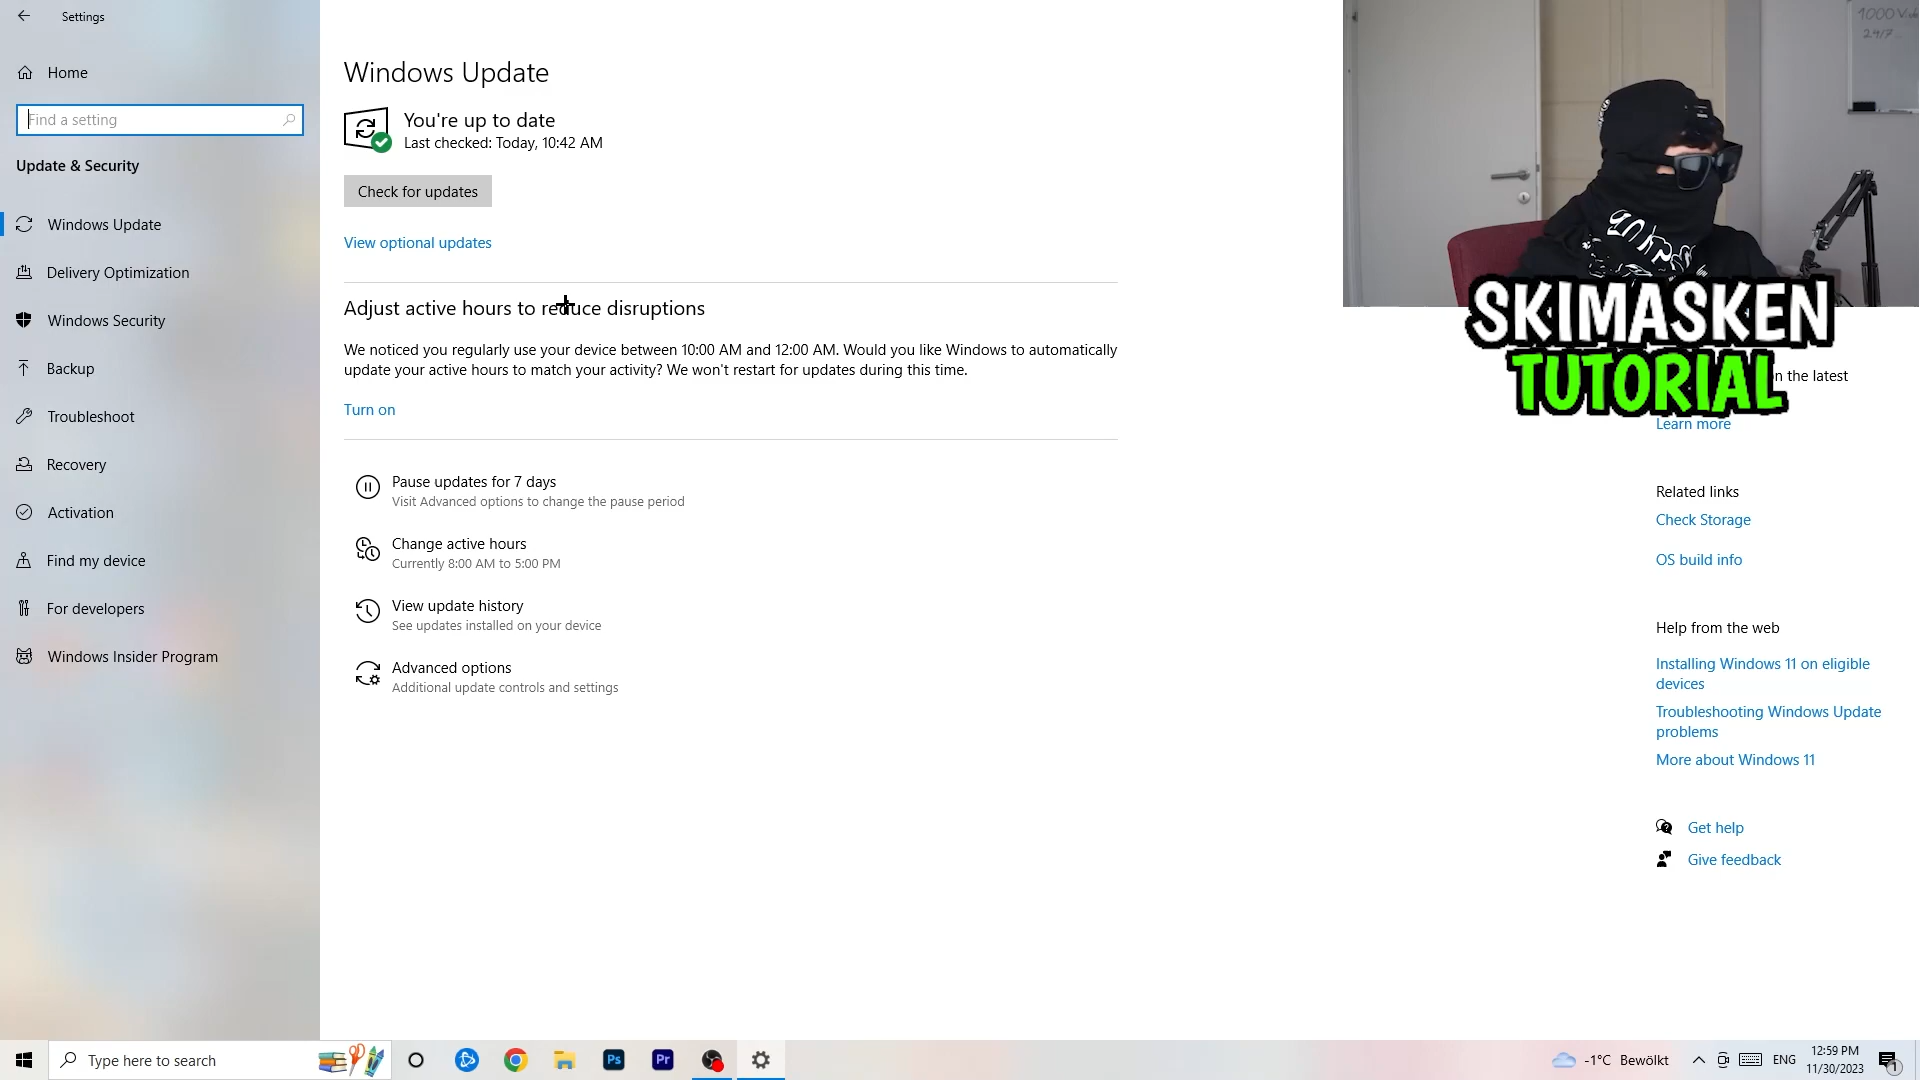 Settings
Home
Find a setting
Update & Security
Windows Update
Delivery Optimization
Windows Security
Backup
Troubleshoot
Recovery
Activation
Find my device
For developers
Windows Insider Program
Windows Update
You're up to date
Last checked: Today, 10:42 AM
Check for updates
View optional updates
Adjust active hours to reduce disruptions
We noticed you regularly use your device between 10:00 AM and 12:00 AM. Would you like Windows to automatically
update your active hours to match your activity? We won't restart for updates during this time.
Turn on
Pause updates for 7 days
Visit Advanced options to change the pause period
Change active hours
Currently 8:00 AM to 5:00 PM
View update history
See updates installed on your device
Advanced options
Additional update controls and settings
24/7
SKIMASKEN
TUTORIAL
n the latest
Learn more
Related links
Check Storage
OS build info
Help from the web
Installing Windows 11 on eligible
devices
Troubleshooting Windows Update
problems
More about Windows 11
Get help
Give feedback
Type here to search
Ps
Pr
-1°C Bewölkt
ENG
12:59 PM
11/30/2023
1